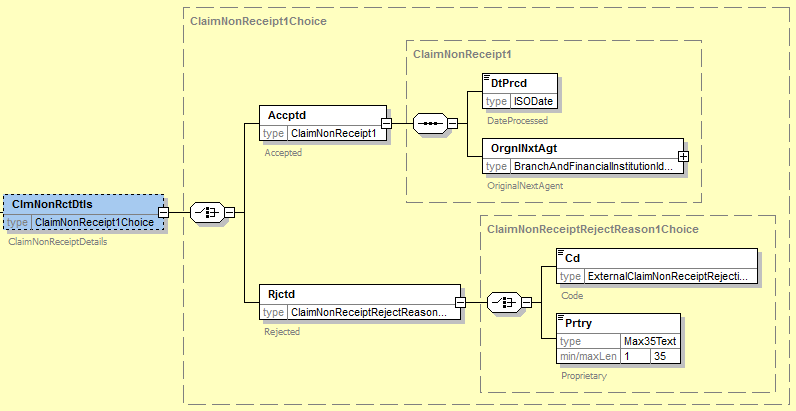 ClaimNonReceipt1Choice
ClaimNonReceipt1
DtPrcd
type ISODate
DateProcessed
Accptd
type ClaimNonReceipt1
Accepted
OrgnlNxtAgt
type BranchAndFinancialInstitutionId...
OriginalNextAgent
ClmNonRctDtls
type ClaimNonReceipt1Choice
ClaimNonReceiptDetails
ClaimNonReceiptRejectReason1Choice
Cd
type ExternalClaimNonReceiptRejecti...
Code
Rjctd
type ClaimNonReceiptRejectReason...
Rejected
Prtry
type Max35Text
min/maxLen 1 35
Proprietary